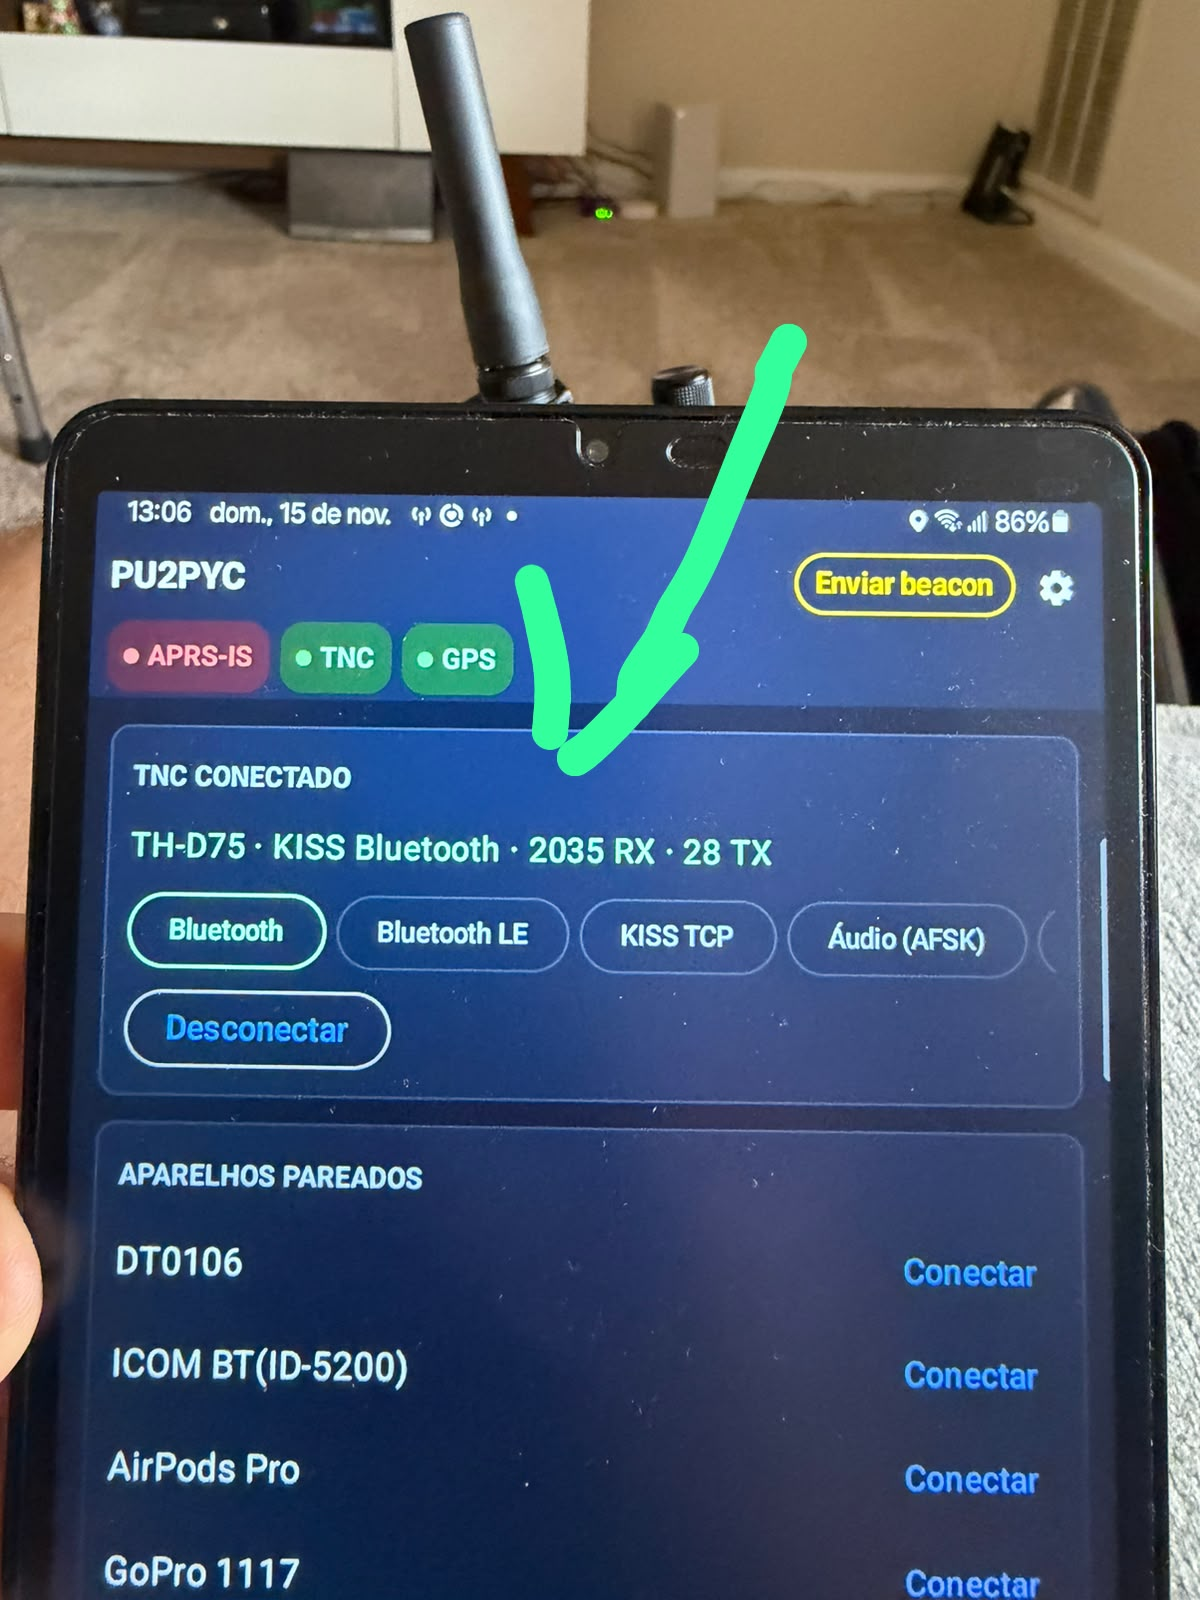 13:06 dom., 15 de nov. 86%
PU2PYC Enviar beacon
APRS-IS TNC GPS
TNC CONECTADO
TH-D75 · KISS Bluetooth · 2035 RX · 28 TX
Bluetooth Bluetooth LE KISS TCP Áudio (AFSK)
Desconectar
APARELHOS PAREADOS
DT0106 Conectar
ICOM BT(ID-5200) Conectar
AirPods Pro Conectar
GoPro 1117 Conectar